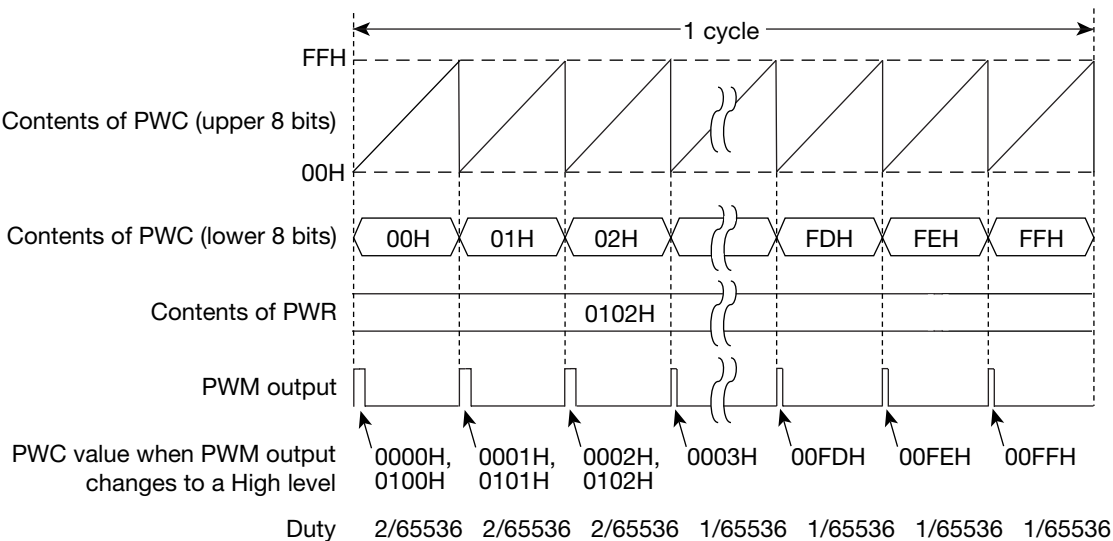 1 cycle
FFH
Contents of PWC (upper 8 bits)
00H
Contents of PWC (lower 8 bits) 00H 01H 02H FDH FEH FFH
Contents of PWR 0102H
PWM output
PWC value when PWM output 0000H, 0001H, 0002H, 0003H 00FDH 00FEH 00FFH
changes to a High level 0100H 0101H 0102H
Duty 2/65536 2/65536 2/65536 1/65536 1/65536 1/65536 1/65536